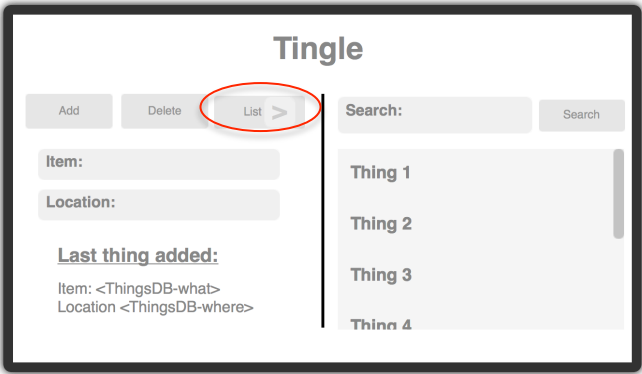 Tingle
Add Delete List >
Item:
Location:
Last thing added:
Item: <ThingsDB-what>
Location <ThingsDB-where>
Search: Search
Thing 1
Thing 2
Thing 3
Thing 4